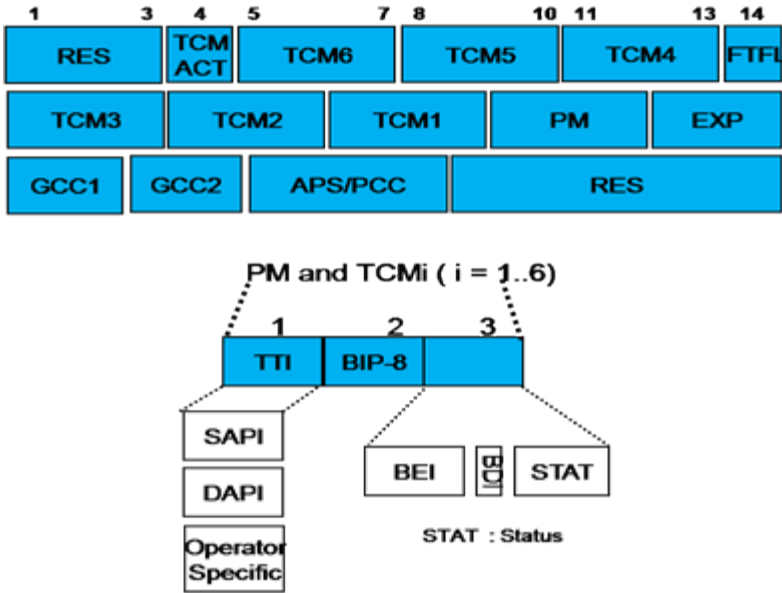 1 3 4 5 7 8 10 11 13 14
RES TCM ACT TCM6 TCM5 TCM4 FTFL
TCM3 TCM2 TCM1 PM EXP
GCC1 GCC2 APS/PCC RES
PM and TCMi ( i = 1..6)
1 2 3
TTI BIP-8
SAPI
BEI BDI STAT
DAPI
STAT : Status
Operator
Specific